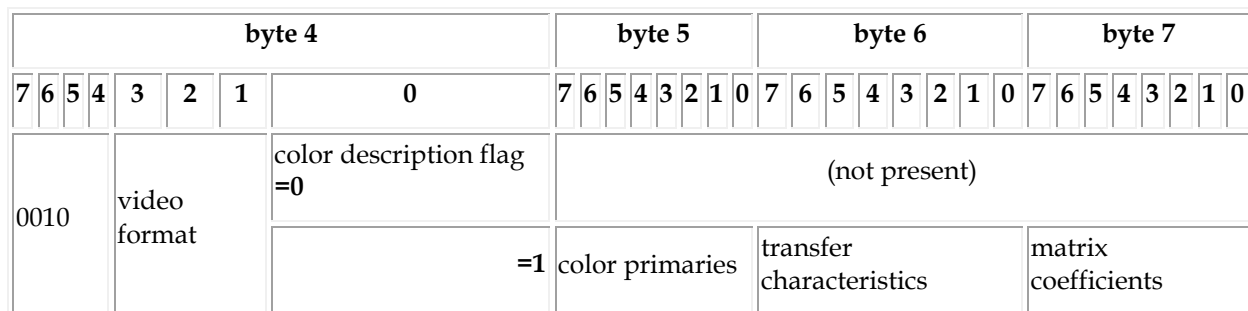 byte 4 byte 5 byte 6 byte 7
7 6 5 4 3 2 1 0 7 6 5 4 3 2 1 0 7 6 5 4 3 2 1 0 7 6 5 4 3 2 1 0
0010
video
format
color description flag
=0
(not present)
=1
color primaries
transfer
characteristics
matrix
coefficients